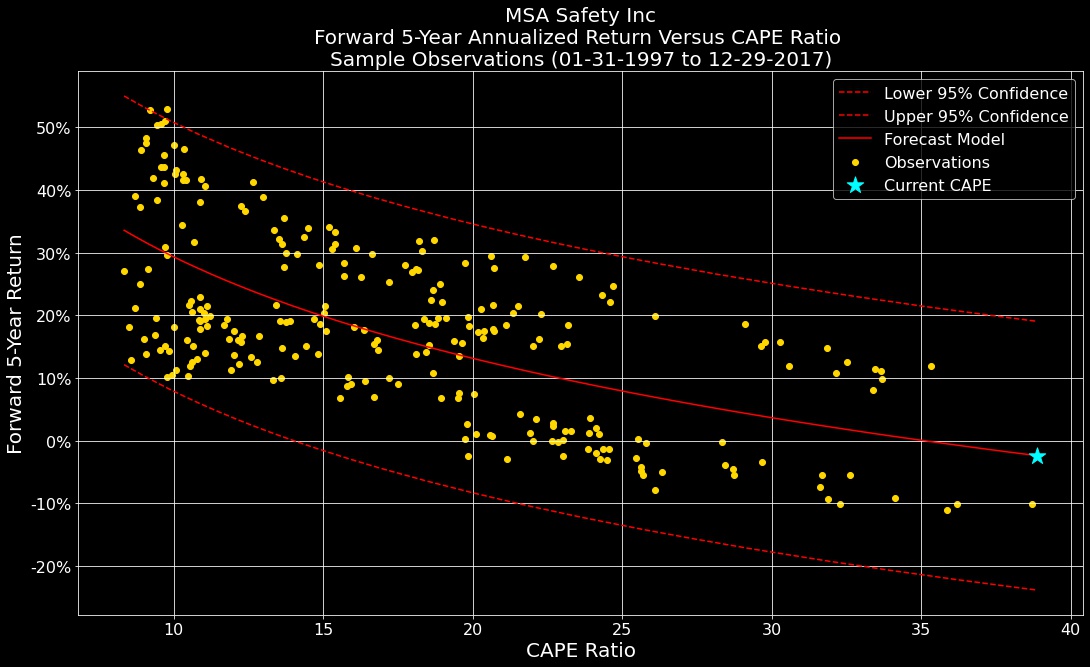 MSA Safety Inc
Forward 5-Year Annualized Return Versus CAPE Ratio
Sample Observations (01-31-1997 to 12-29-2017)
Lower 95% Confidence
Upper 95% Confidence
Forecast Model
Observations
Current CAPE
Forward 5-Year Return
50%
40%
30%
20%
10%
0%
-10%
-20%
10 15 20 25 30 35 40
CAPE Ratio